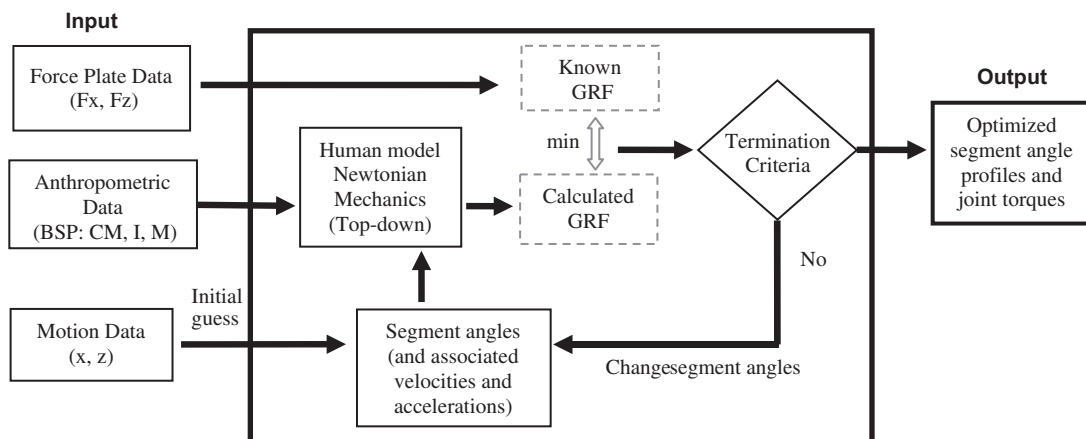 Input
Force Plate Data
(Fx, Fz)
Anthropometric
Data
(BSP: CM, I, M)
Motion Data
(x, z)
Initial
guess
Human model
Newtonian
Mechanics
(Top-down)
Segment angles
(and associated
velocities and
accelerations)
Known
GRF
min
Calculated
GRF
Termination
Criteria
No
Changesegment angles
Output
Optimized
segment angle
profiles and
joint torques